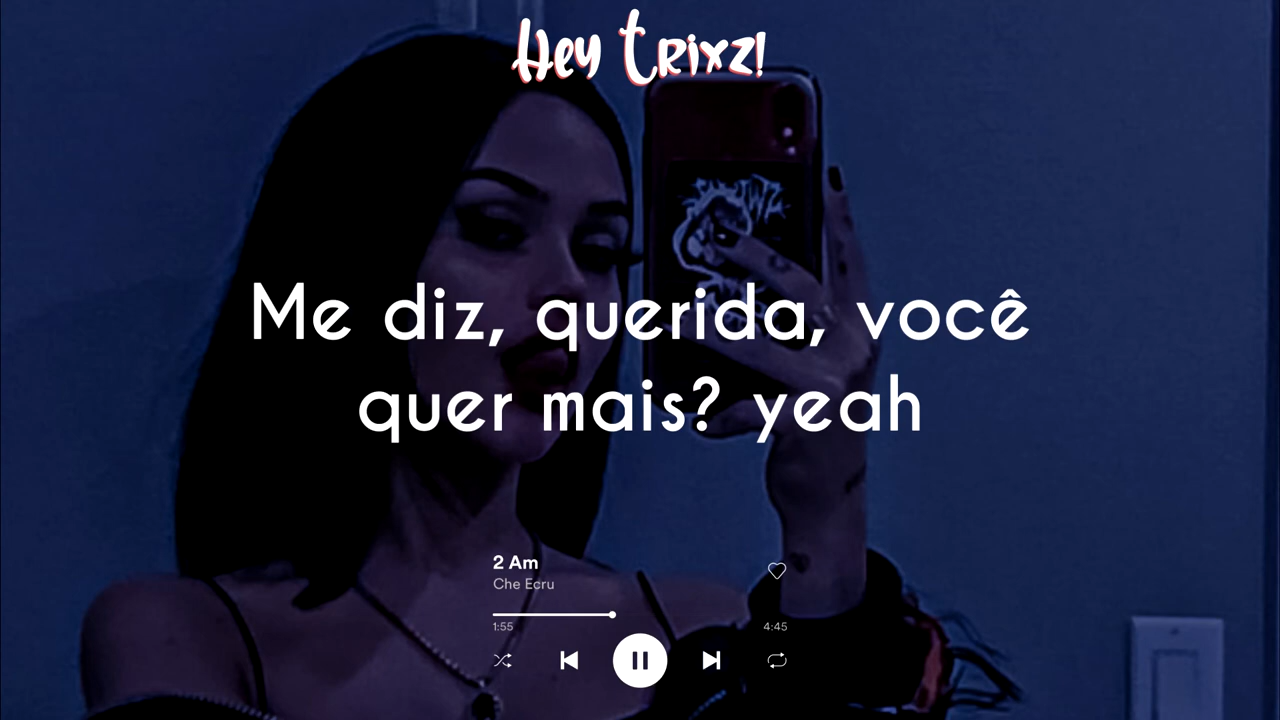 Hey Trixz!
Me diz, querida, você
quer mais? yeah
2 Am
Che Ecru
1:55 4:45